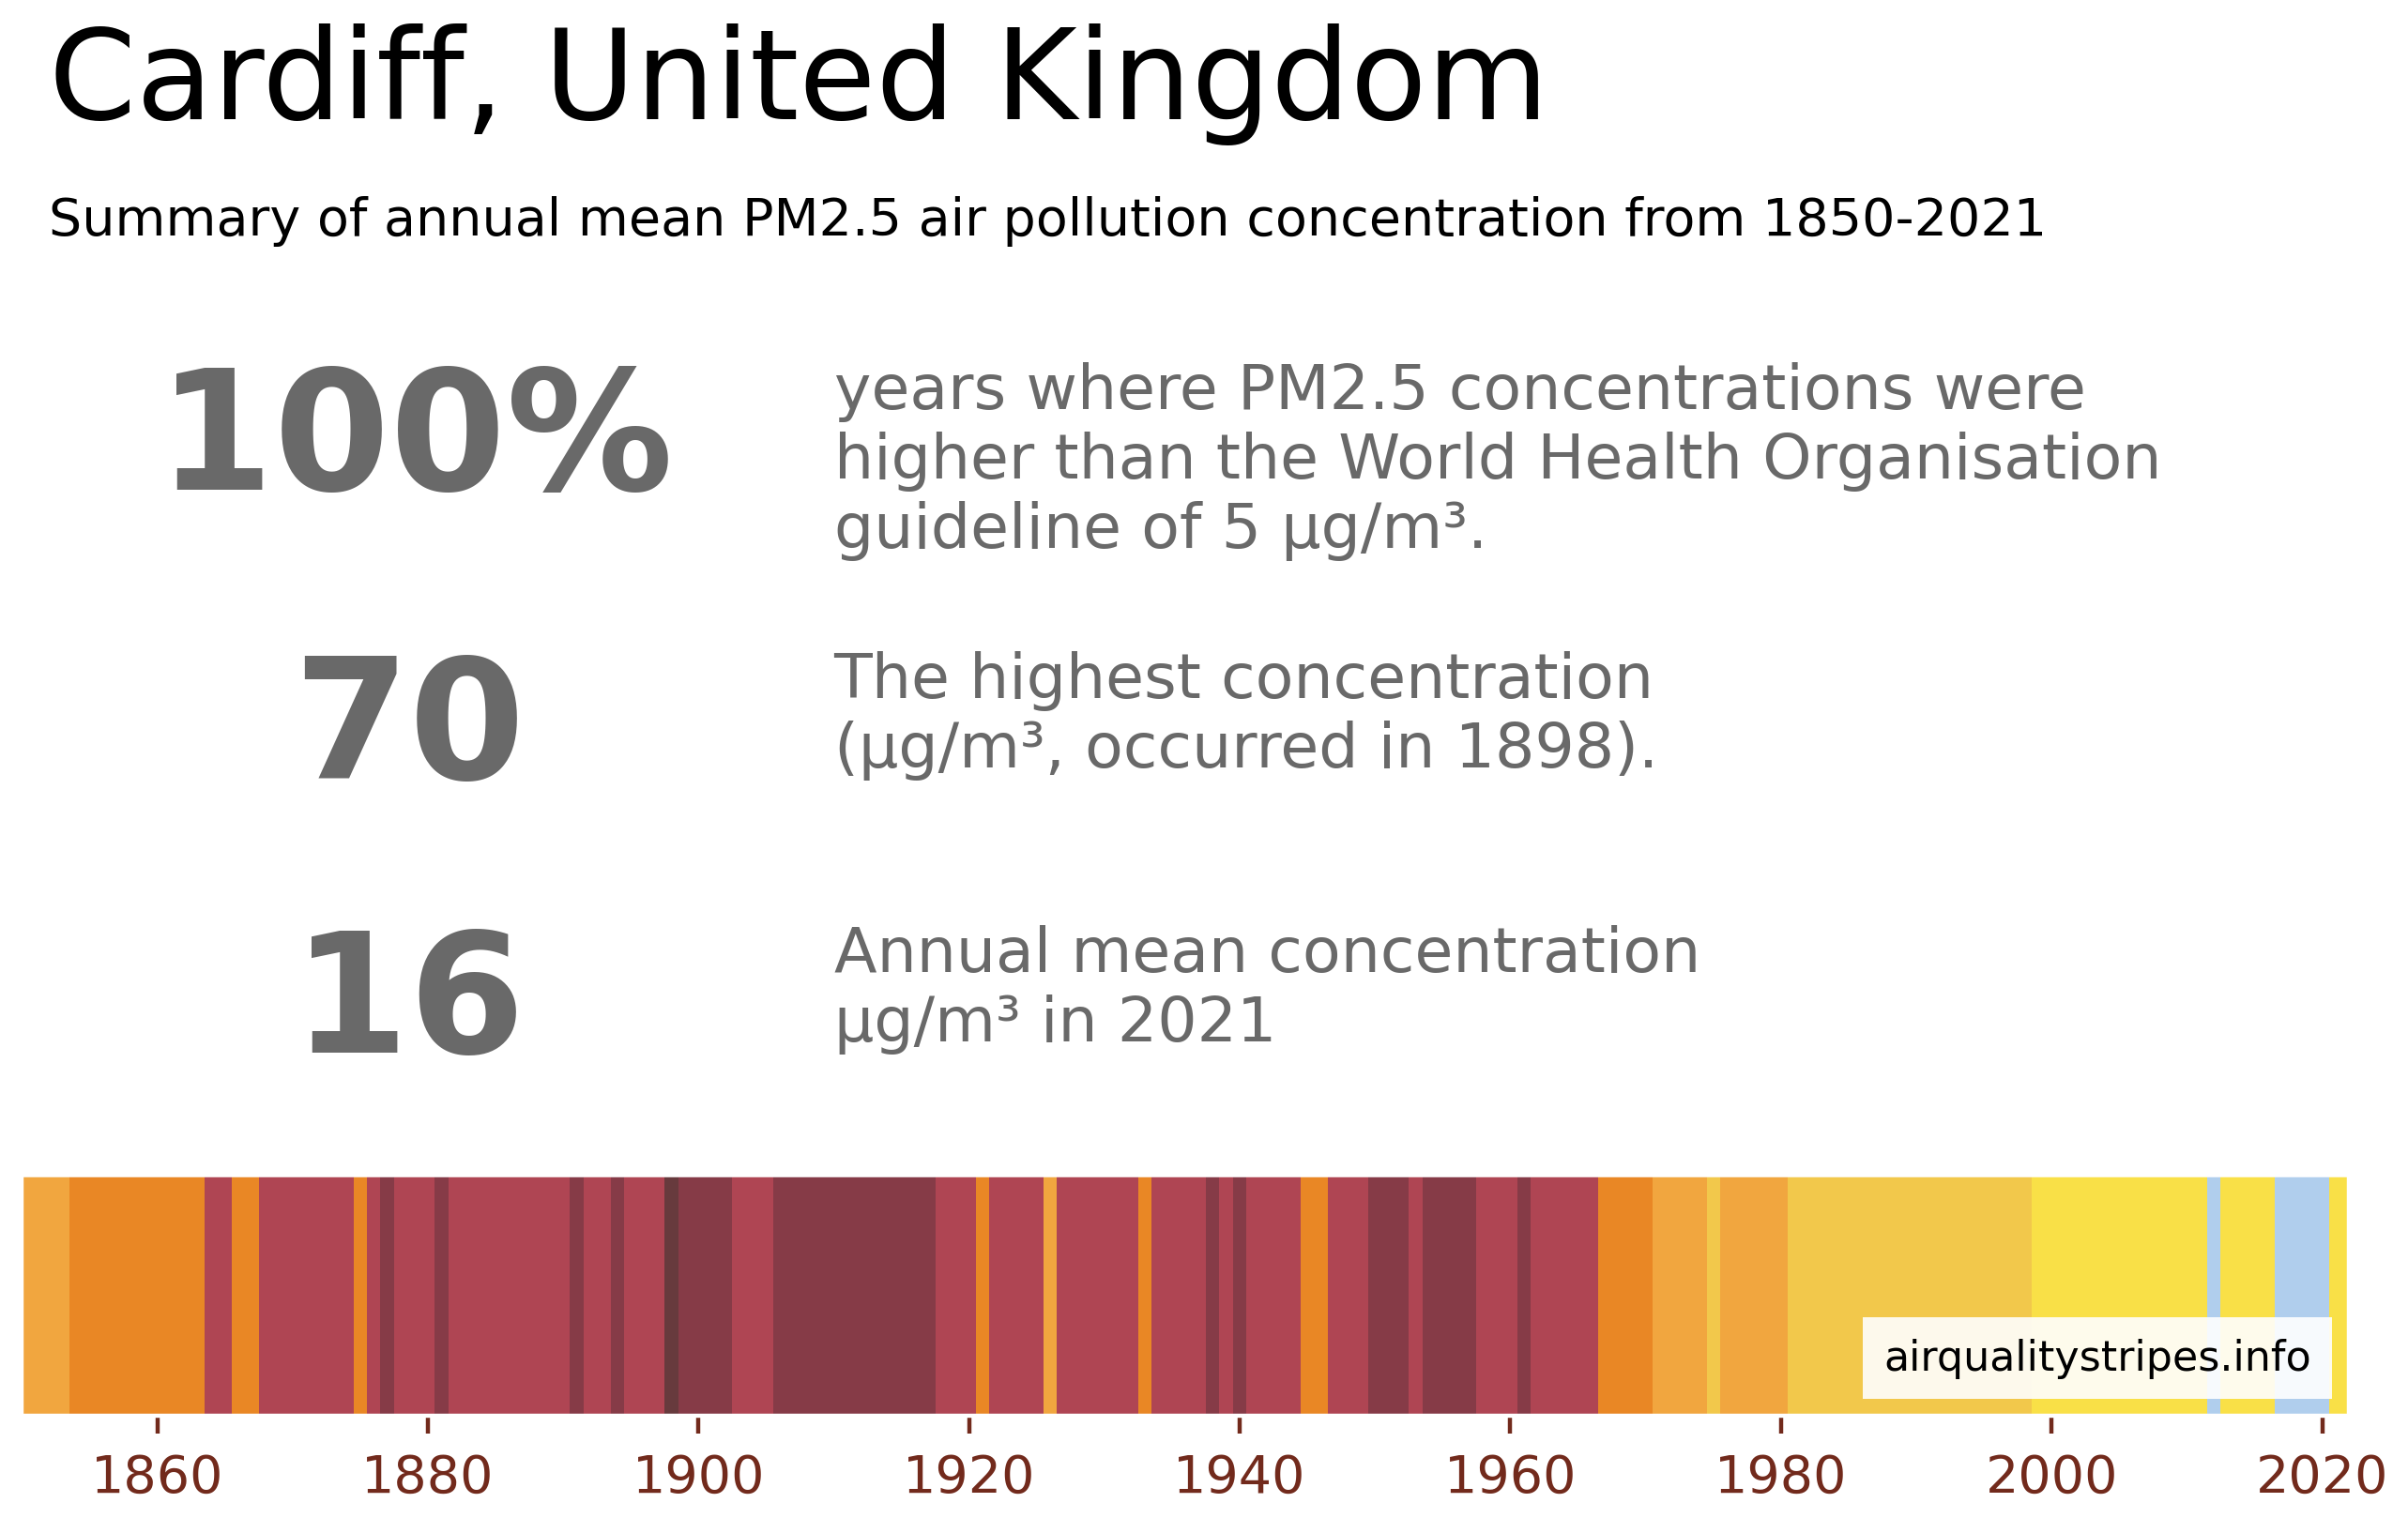 Cardiff, United Kingdom
Summary of annual mean PM2.5 air pollution concentration from 1850-2021
100%
years where PM2.5 concentrations were
higher than the World Health Organisation
guideline of 5 µg/m³.
70
The highest concentration
(µg/m³, occurred in 1898).
16
Annual mean concentration
µg/m³ in 2021
airqualitystripes.info
1860 1880 1900 1920 1940 1960 1980 2000 2020